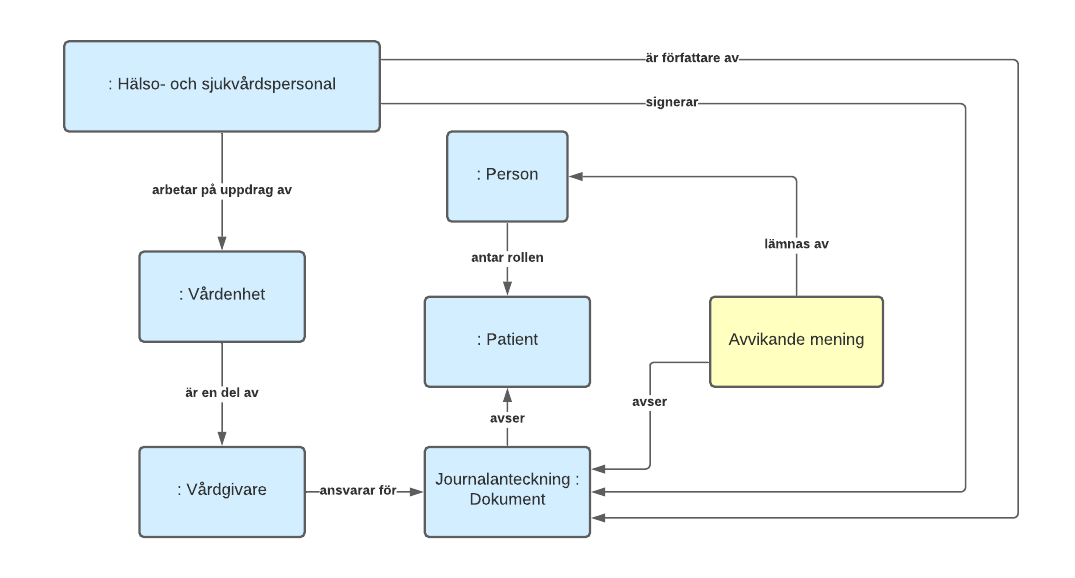 : Hälso- och sjukvårdspersonal
är författare av
signerar
: Person
arbetar på uppdrag av
lämnas av
antar rollen
: Vårdenhet
: Patient
Avvikande mening
är en del av
avser
avser
: Vårdgivare
ansvarar för
Journalanteckning :
Dokument